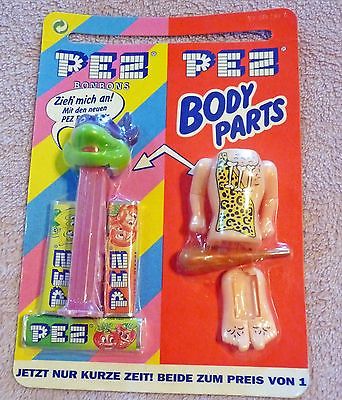 PEZ PEZ
BONBONS
Zieh' mich an!
Mit den neuen
PEZ
BODY
PARTS
PEZ
PEZ
PEZ
JETZT NUR KURZE ZEIT! BEIDE ZUM PREIS VON 1